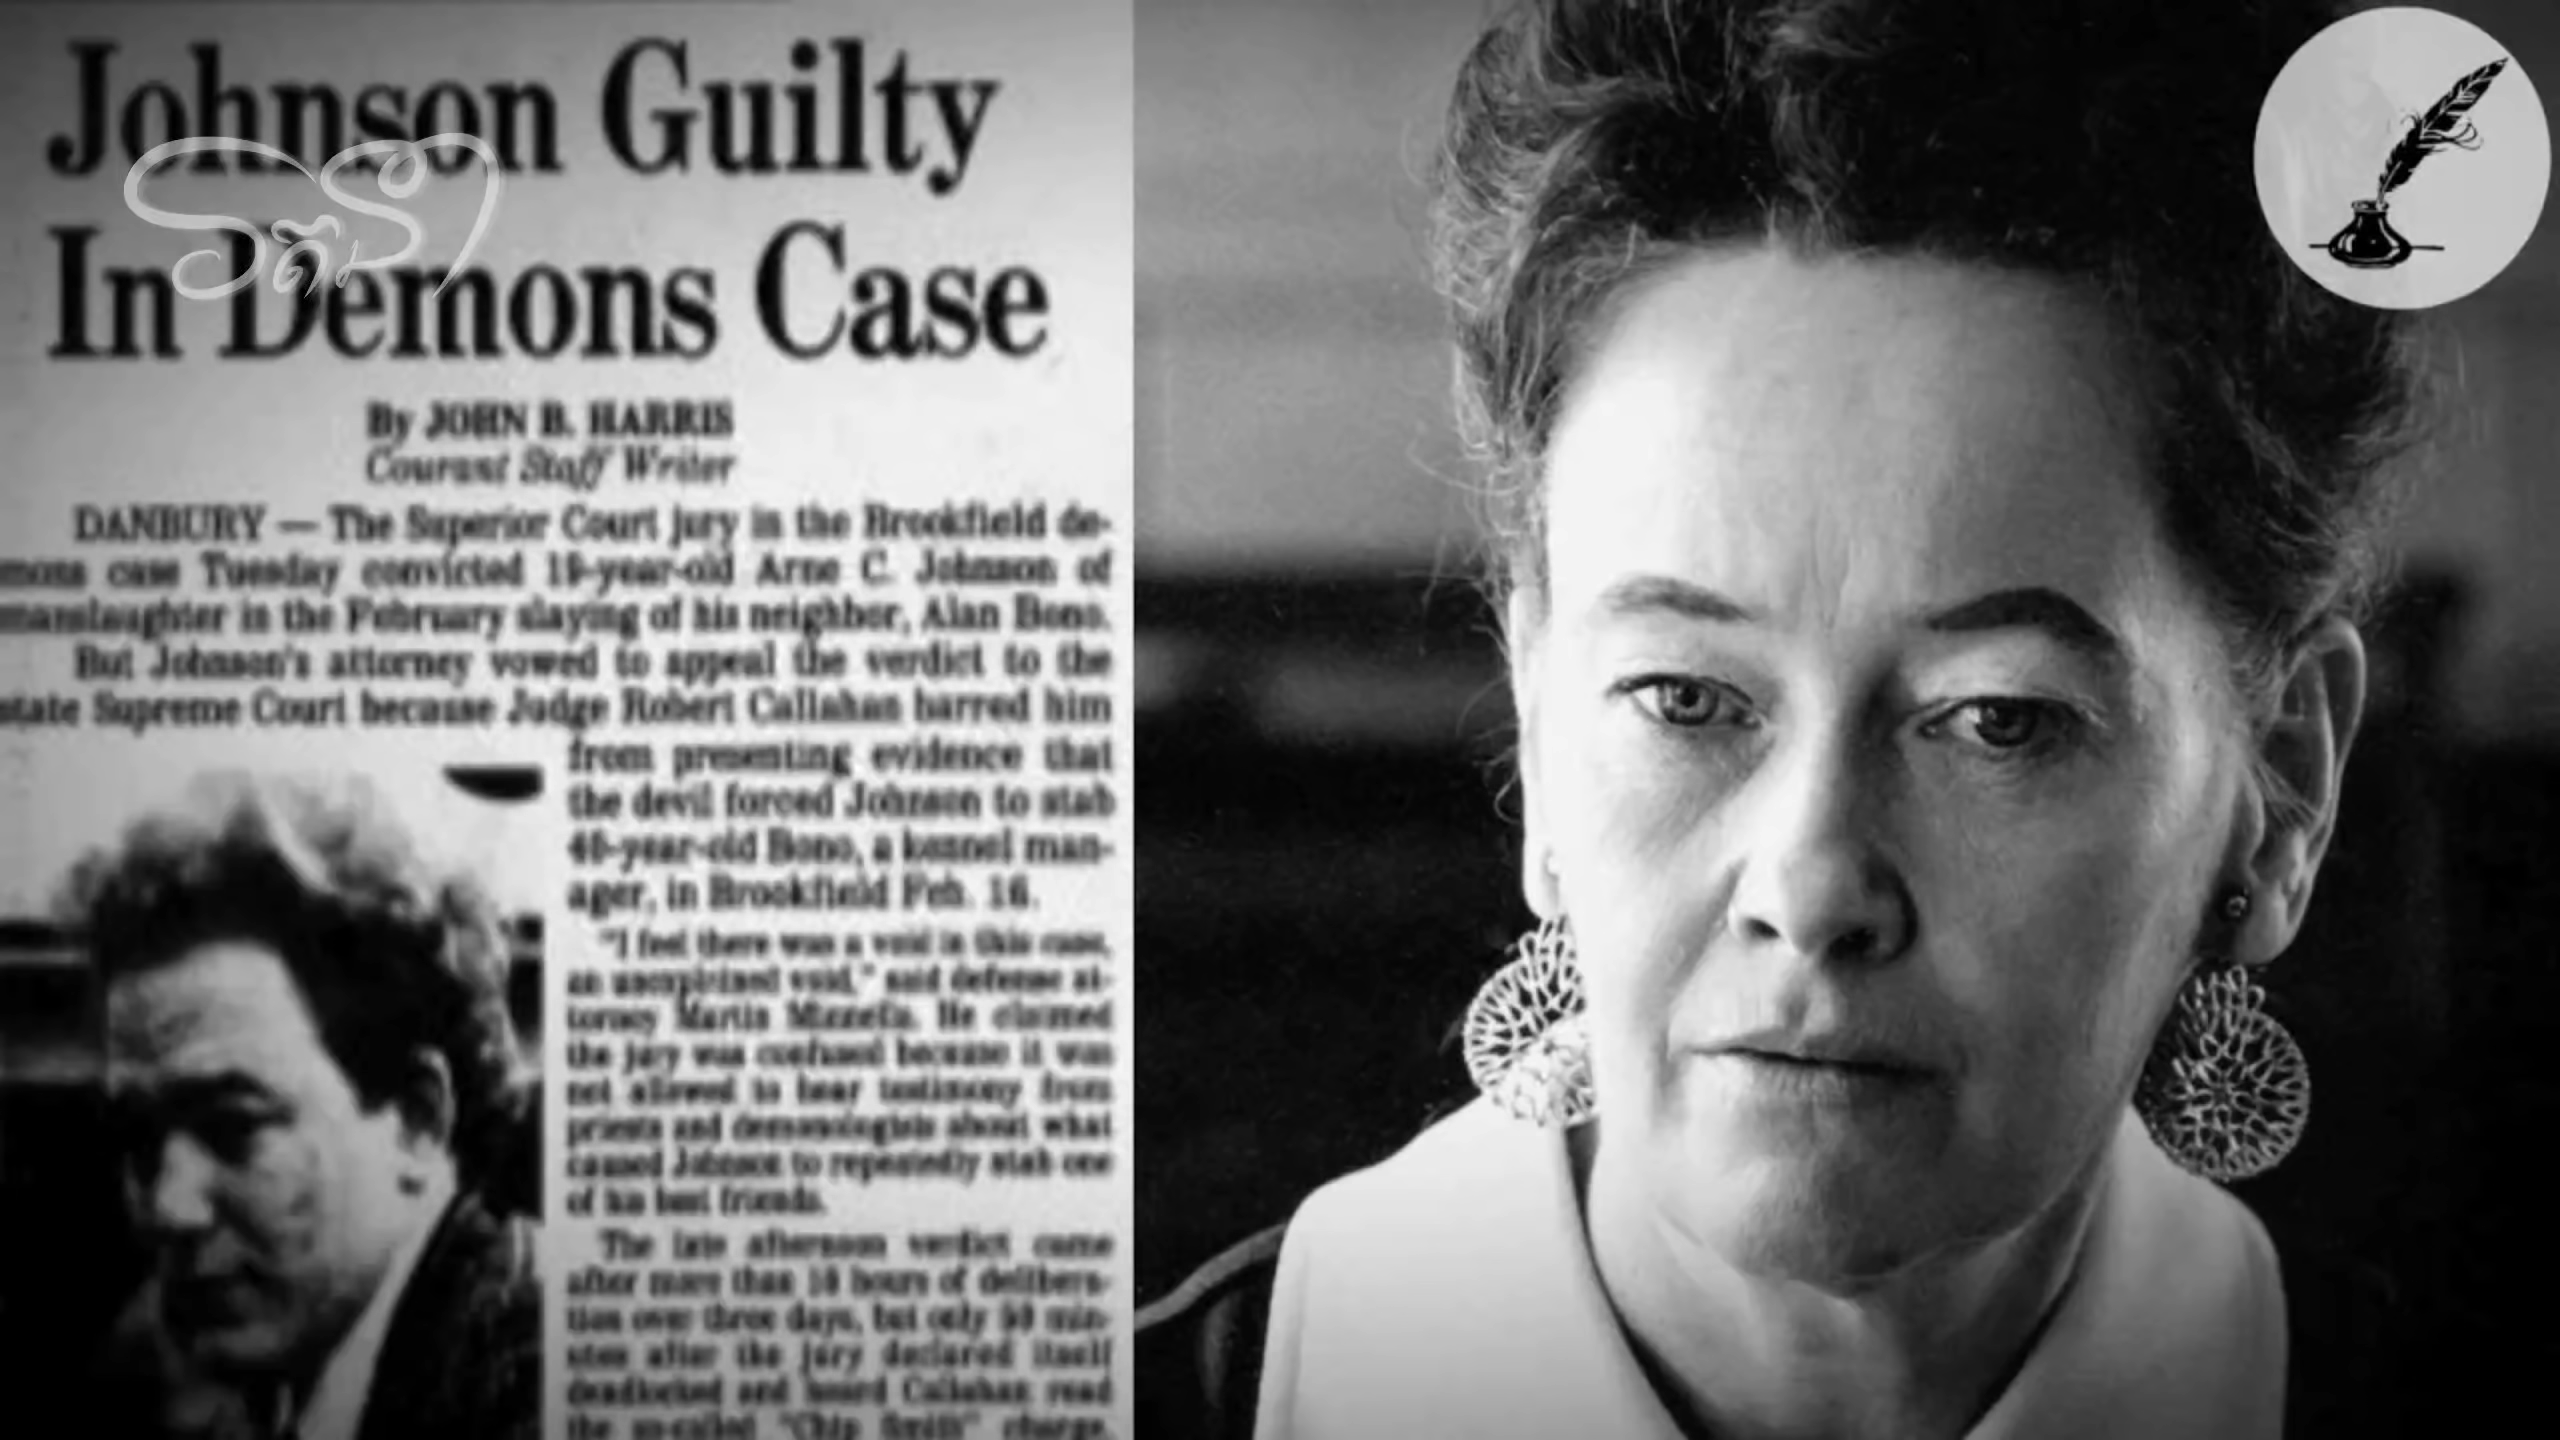 Johnson Guilty
In Demons Case
By JOHN B. HARRIS
Courant Staff Writer
DANBURY — The Superior Court jury in the Brookfield de-
mons case Tuesday convicted 19-year-old Arne C. Johnson of
manslaughter in the February slaying of his neighbor, Alan Bono.
But Johnson's attorney vowed to appeal the verdict to the
state Supreme Court because Judge Robert Callahan barred him
from presenting evidence that
the devil forced Johnson to stab
40-year-old Bono, a kennel man-
ager, in Brookfield Feb. 16.
"I feel there was a void in this case,
an unexplained void," said defense at-
torney Martin Minnella. He claimed
the jury was confused because it was
not allowed to hear testimony from
priests and demonologists about what
caused Johnson to repeatedly stab one
of his best friends.
The late afternoon verdict came
after more than 18 hours of delibera-
tion over three days, but only 50 min-
utes after the jury declared itself
deadlocked and heard Callahan read
the so-called "Chip Smith" charge,